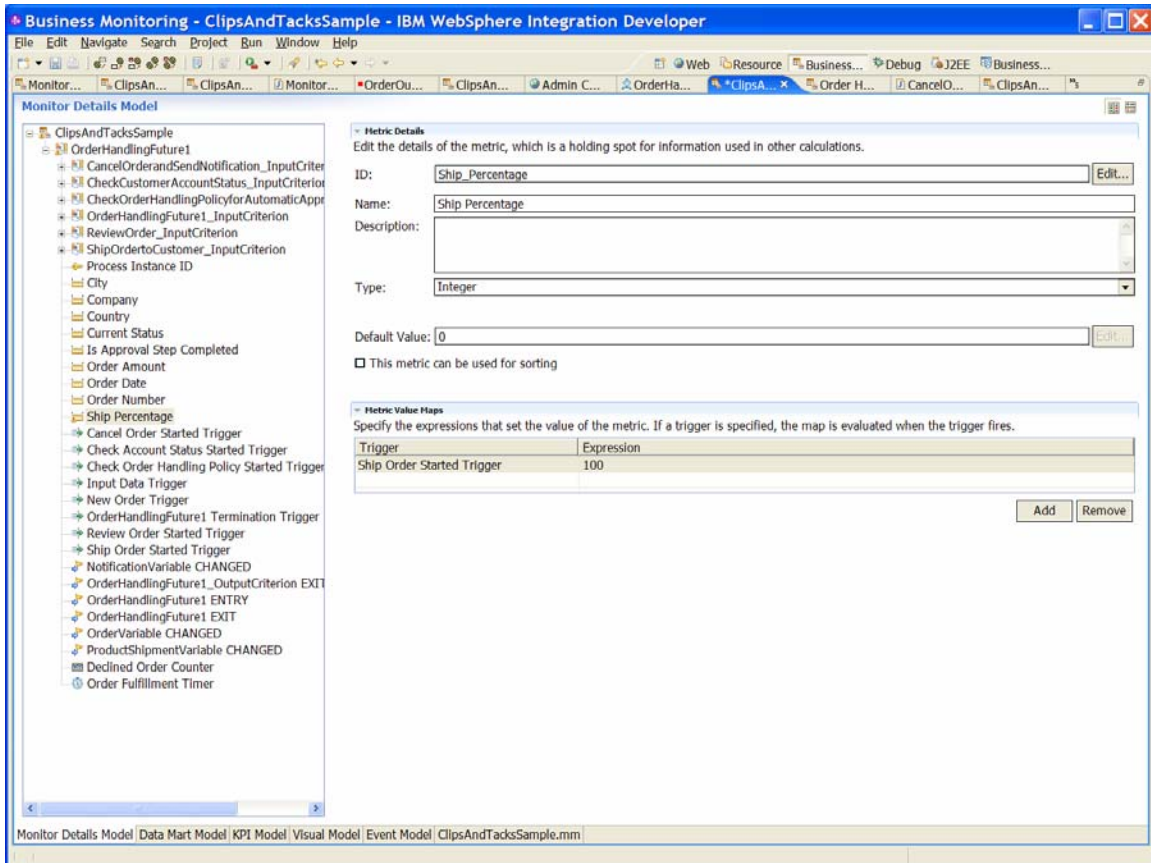 Business Monitoring - ClipsAndTacksSample - IBM WebSphere Integration Developer
File Edit Navigate Search Project Run Window Help
Web Resource Business... Debug J2EE Business...
Monitor... ClipsAn... ClipsAn... Monitor... *OrderOu... ClipsAn... Admin C... OrderHa... *ClipsA... Order H... CancelO... ClipsAn...
Monitor Details Model
ClipsAndTacksSample
OrderHandlingFuture1
CancelOrderandSendNotification_InputCriter
CheckCustomerAccountStatus_InputCriterion
CheckOrderHandlingPolicyforAutomaticAppr
OrderHandlingFuture1_InputCriterion
ReviewOrder_InputCriterion
ShipOrdertoCustomer_InputCriterion
Process Instance ID
City
Company
Country
Current Status
Is Approval Step Completed
Order Amount
Order Date
Order Number
Ship Percentage
Cancel Order Started Trigger
Check Account Status Started Trigger
Check Order Handling Policy Started Trigger
Input Data Trigger
New Order Trigger
OrderHandlingFuture1 Termination Trigger
Review Order Started Trigger
Ship Order Started Trigger
NotificationVariable CHANGED
OrderHandlingFuture1_OutputCriterion EXIT
OrderHandlingFuture1 ENTRY
OrderHandlingFuture1 EXIT
OrderVariable CHANGED
ProductShipmentVariable CHANGED
Declined Order Counter
Order Fulfillment Timer
Metric Details
Edit the details of the metric, which is a holding spot for information used in other calculations.
ID: Ship_Percentage Edit...
Name: Ship Percentage
Description:
Type: Integer
Default Value: 0 Edit...
This metric can be used for sorting
Metric Value Maps
Specify the expressions that set the value of the metric. If a trigger is specified, the map is evaluated when the trigger fires.
Trigger Expression
Ship Order Started Trigger 100
Add Remove
Monitor Details Model Data Mart Model KPI Model Visual Model Event Model ClipsAndTacksSample.mm